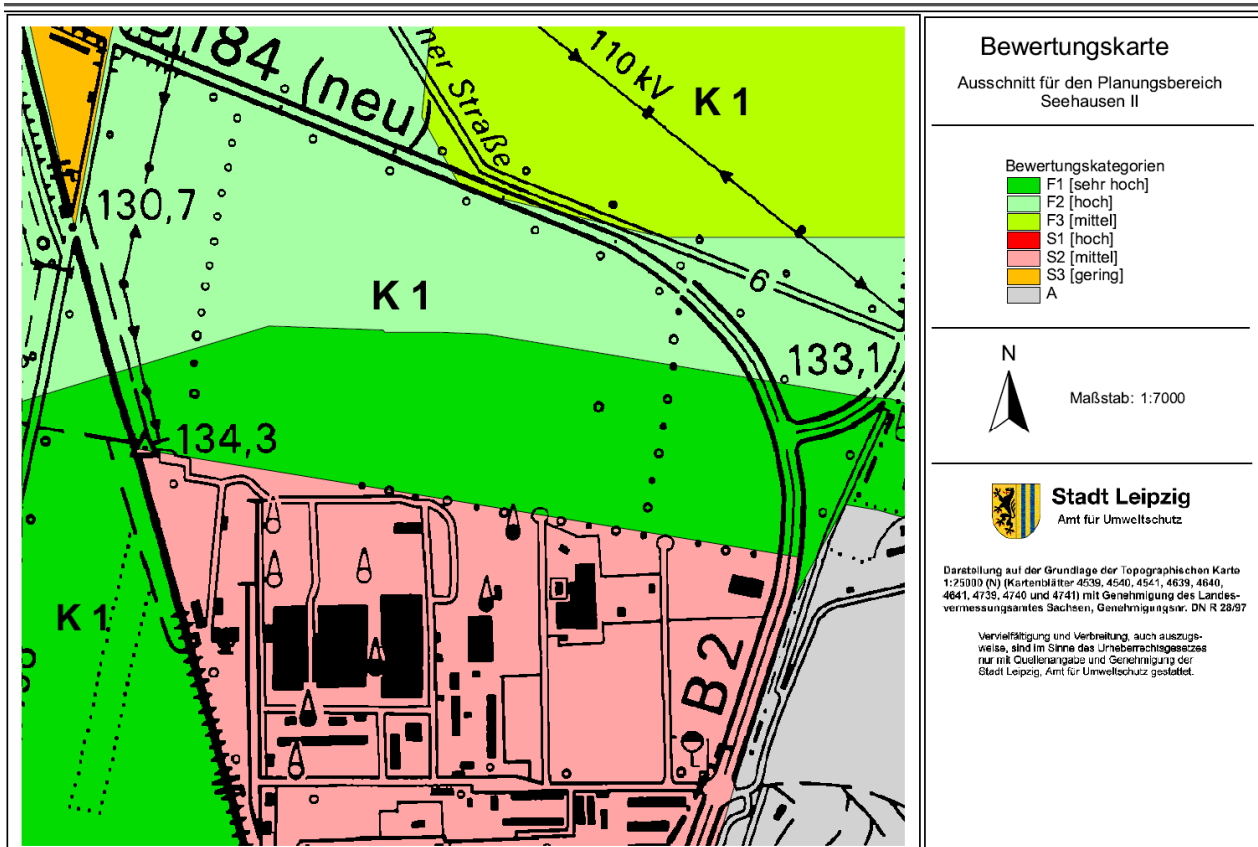 184 (neu)
ner Straße
110 kV
K 1
130,7
K 1
6
133,1
134,3
K 1
B2
Bewertungskarte
Ausschnitt für den Planungsbereich
Seehausen II
Bewertungskategorien
F1 [sehr hoch]
F2 [hoch]
F3 [mittel]
S1 [hoch]
S2 [mittel]
S3 [gering]
A
N
Maßstab: 1:7000
Stadt Leipzig
Amt für Umweltschutz
Darstellung auf der Grundlage der Topographischen Karte
1:25000 (N) (Kartenblätter 4539, 4540, 4541, 4639, 4640,
4641, 4739, 4740 und 4741) mit Genehmigung des Landes-
vermessungsamtes Sachsen, Genehmigungsnr. DN R 28/97
Vervielfältigung und Verbreitung, auch auszugs-
weise, sind im Sinne des Urheberrechtsgesetzes
nur mit Quellenangabe und Genehmigung der
Stadt Leipzig, Amt für Umweltschutz gestattet.